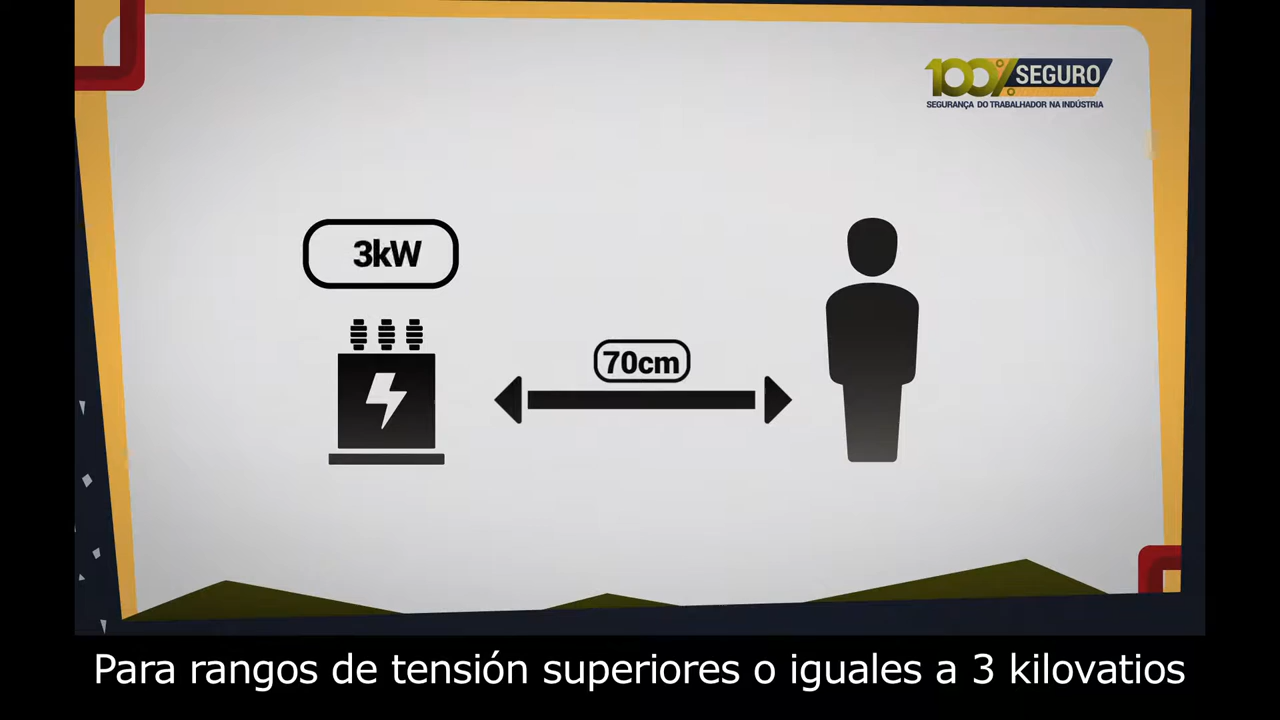 100% SEGURO
SEGURANÇA DO TRABALHADOR NA INDÚSTRIA
3kW
70cm
Para rangos de tensión superiores o iguales a 3 kilovatios